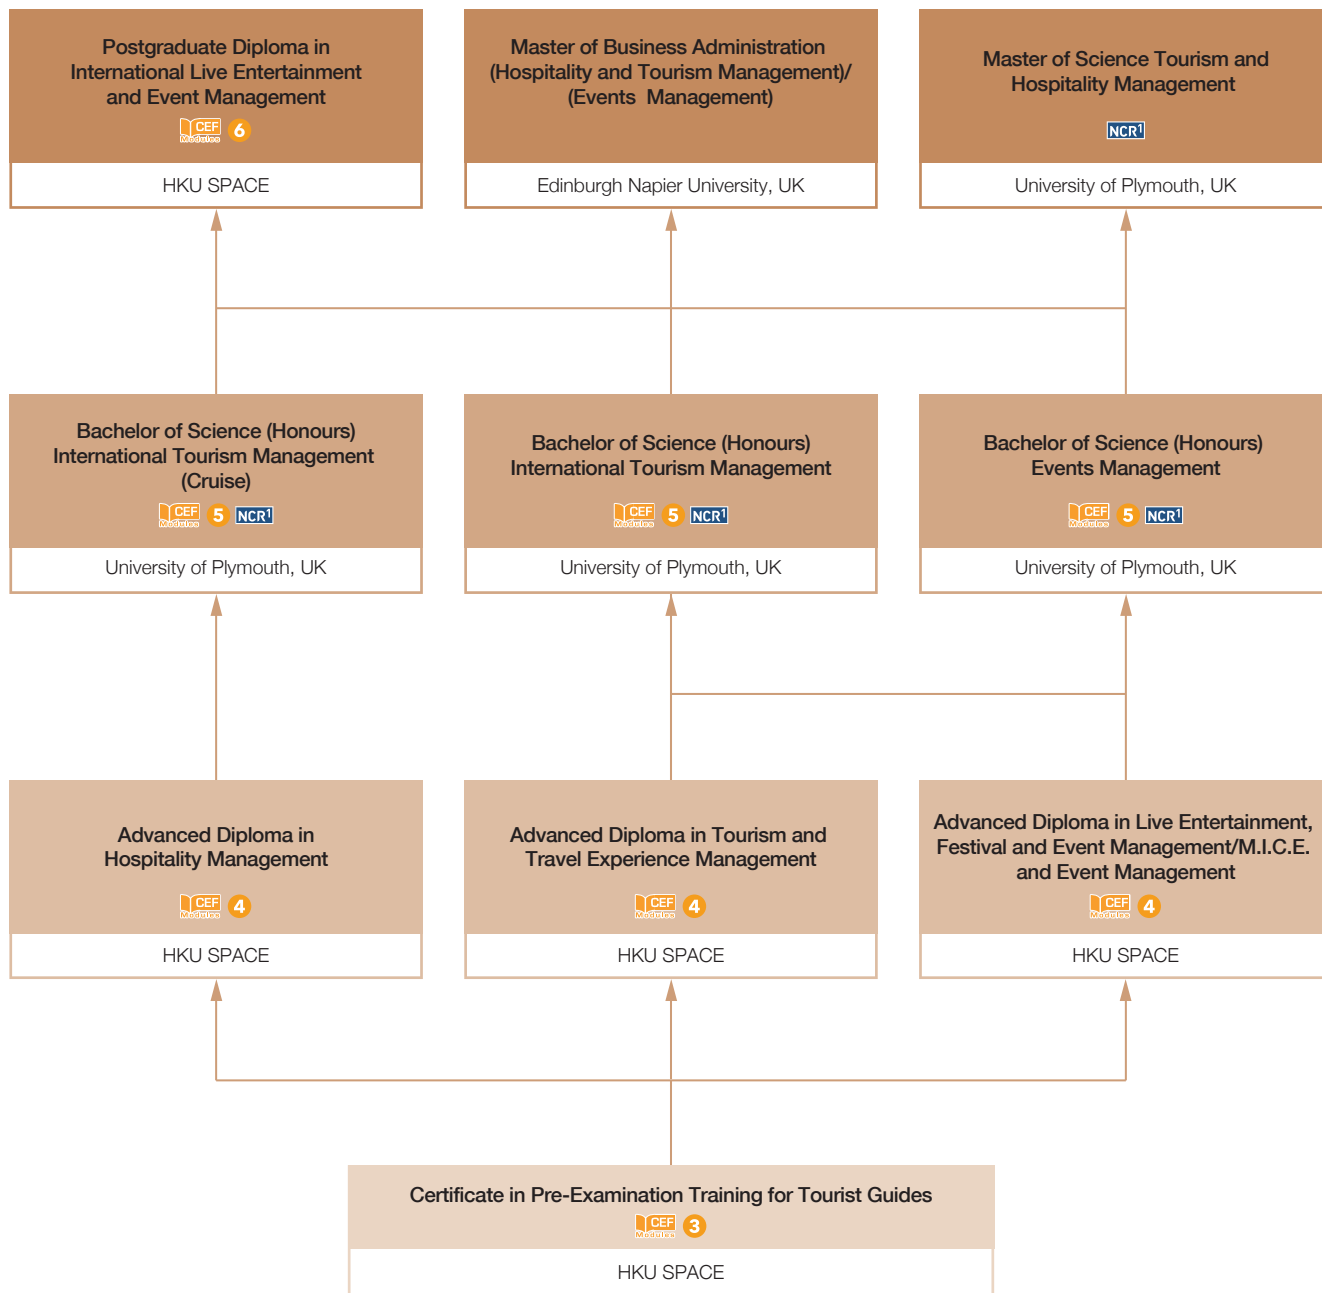 Postgraduate Diploma in
International Live Entertainment
and Event Management
CEF
Modules
6
HKU SPACE
Master of Business Administration
(Hospitality and Tourism Management)/
(Events Management)
Edinburgh Napier University, UK
Master of Science Tourism and
Hospitality Management
NCR1
University of Plymouth, UK
Bachelor of Science (Honours)
International Tourism Management
(Cruise)
CEF
Modules
5 NCR1
University of Plymouth, UK
Bachelor of Science (Honours)
International Tourism Management
CEF
Modules
5 NCR1
University of Plymouth, UK
Bachelor of Science (Honours)
Events Management
CEF
Modules
5 NCR1
University of Plymouth, UK
Advanced Diploma in
Hospitality Management
CEF
Modules
4
HKU SPACE
Advanced Diploma in Tourism and
Travel Experience Management
CEF
Modules
4
HKU SPACE
Advanced Diploma in Live Entertainment,
Festival and Event Management/M.I.C.E.
and Event Management
CEF
Modules
4
HKU SPACE
Certificate in Pre-Examination Training for Tourist Guides
CEF
Modules
3
HKU SPACE